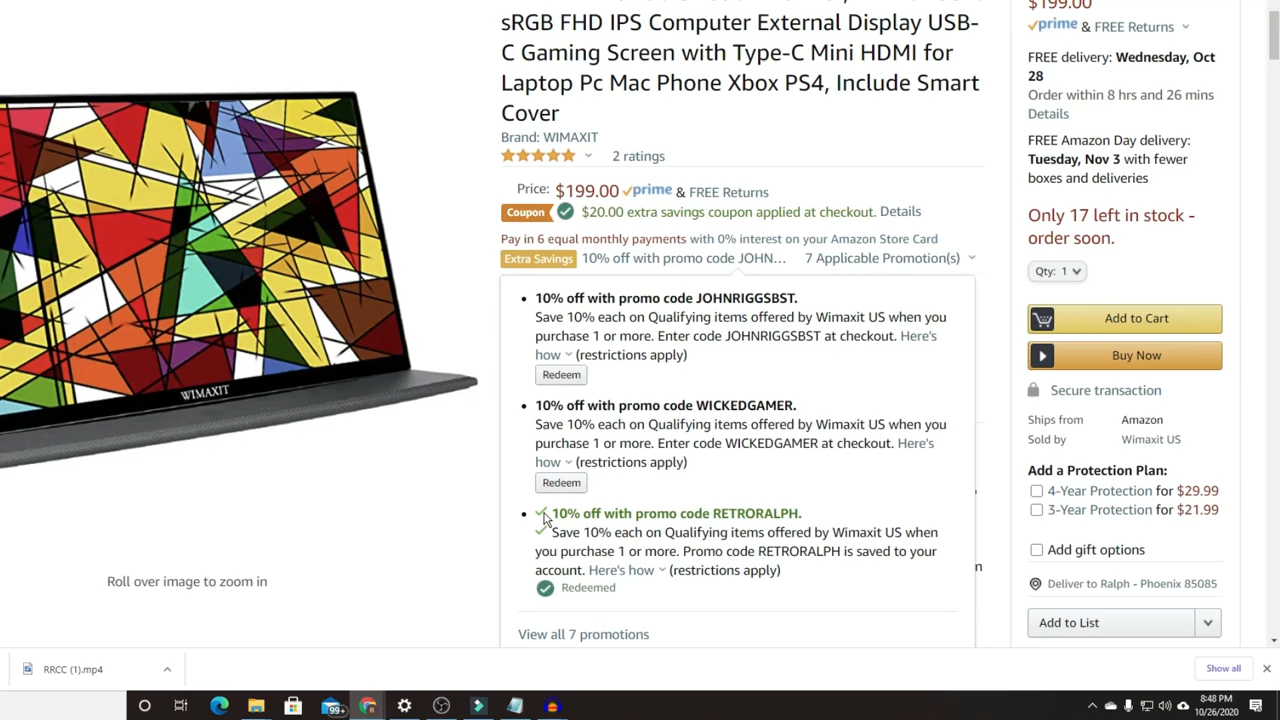 sRGB FHD IPS Computer External Display USB-
C Gaming Screen with Type-C Mini HDMI for
Laptop Pc Mac Phone Xbox PS4, Include Smart
Cover
Brand: WIMAXIT
2 ratings
Price: $199.00 prime & FREE Returns
Coupon $20.00 extra savings coupon applied at checkout. Details
Pay in 6 equal monthly payments with 0% interest on your Amazon Store Card
Extra Savings 10% off with promo code JOHN... 7 Applicable Promotion(s)
10% off with promo code JOHNRIGGSBST.
Save 10% each on Qualifying items offered by Wimaxit US when you
purchase 1 or more. Enter code JOHNRIGGSBST at checkout. Here's
how (restrictions apply)
Redeem
10% off with promo code WICKEDGAMER.
Save 10% each on Qualifying items offered by Wimaxit US when you
purchase 1 or more. Enter code WICKEDGAMER at checkout. Here's
how (restrictions apply)
Redeem
10% off with promo code RETRORALPH.
Save 10% each on Qualifying items offered by Wimaxit US when
you purchase 1 or more. Promo code RETRORALPH is saved to your
account. Here's how (restrictions apply)
Redeemed
View all 7 promotions
WIMAXIT
Roll over image to zoom in
$199.00
prime & FREE Returns
FREE delivery: Wednesday, Oct
28
Order within 8 hrs and 26 mins
Details
FREE Amazon Day delivery:
Tuesday, Nov 3 with fewer
boxes and deliveries
Only 17 left in stock -
order soon.
Qty: 1
Add to Cart
Buy Now
Secure transaction
Ships from Amazon
Sold by Wimaxit US
Add a Protection Plan:
4-Year Protection for $29.99
3-Year Protection for $21.99
Add gift options
Deliver to Ralph - Phoenix 85085
Add to List
RRCC (1).mp4
Show all
99+
8:48 PM
10/26/2020